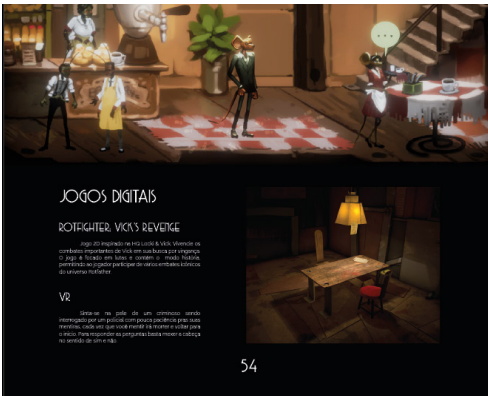 ...
JOGOS DIGITAIS
ROTFIGHTER: VICK'S REVENGE
Jogo 2D inspirado na HQ Locki & Vick. Vivencie os
combates importantes de Vick em sua busca por vingança.
O jogo é focado em lutas e contém o modo história,
permitindo ao jogador participar de vários embates icônicos
do universo Rotfather.
VR
Sinta-se na pele de um criminoso sendo
interrogado por um policial com pouca paciência pras suas
mentiras, cada vez que você mentir irá morrer e voltar para
o início. Para responder as perguntas basta mexer a cabeça
no sentido de sim e não.
54